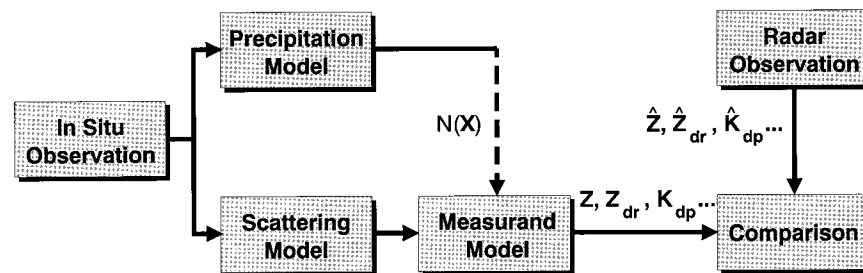 Precipitation
Model
Radar
Observation
In Situ
Observation
N(X)
Ẑ, Ẑdr , K̂dp...
Scattering
Model
Measurand
Model
Z, Zdr , Kdp...
Comparison